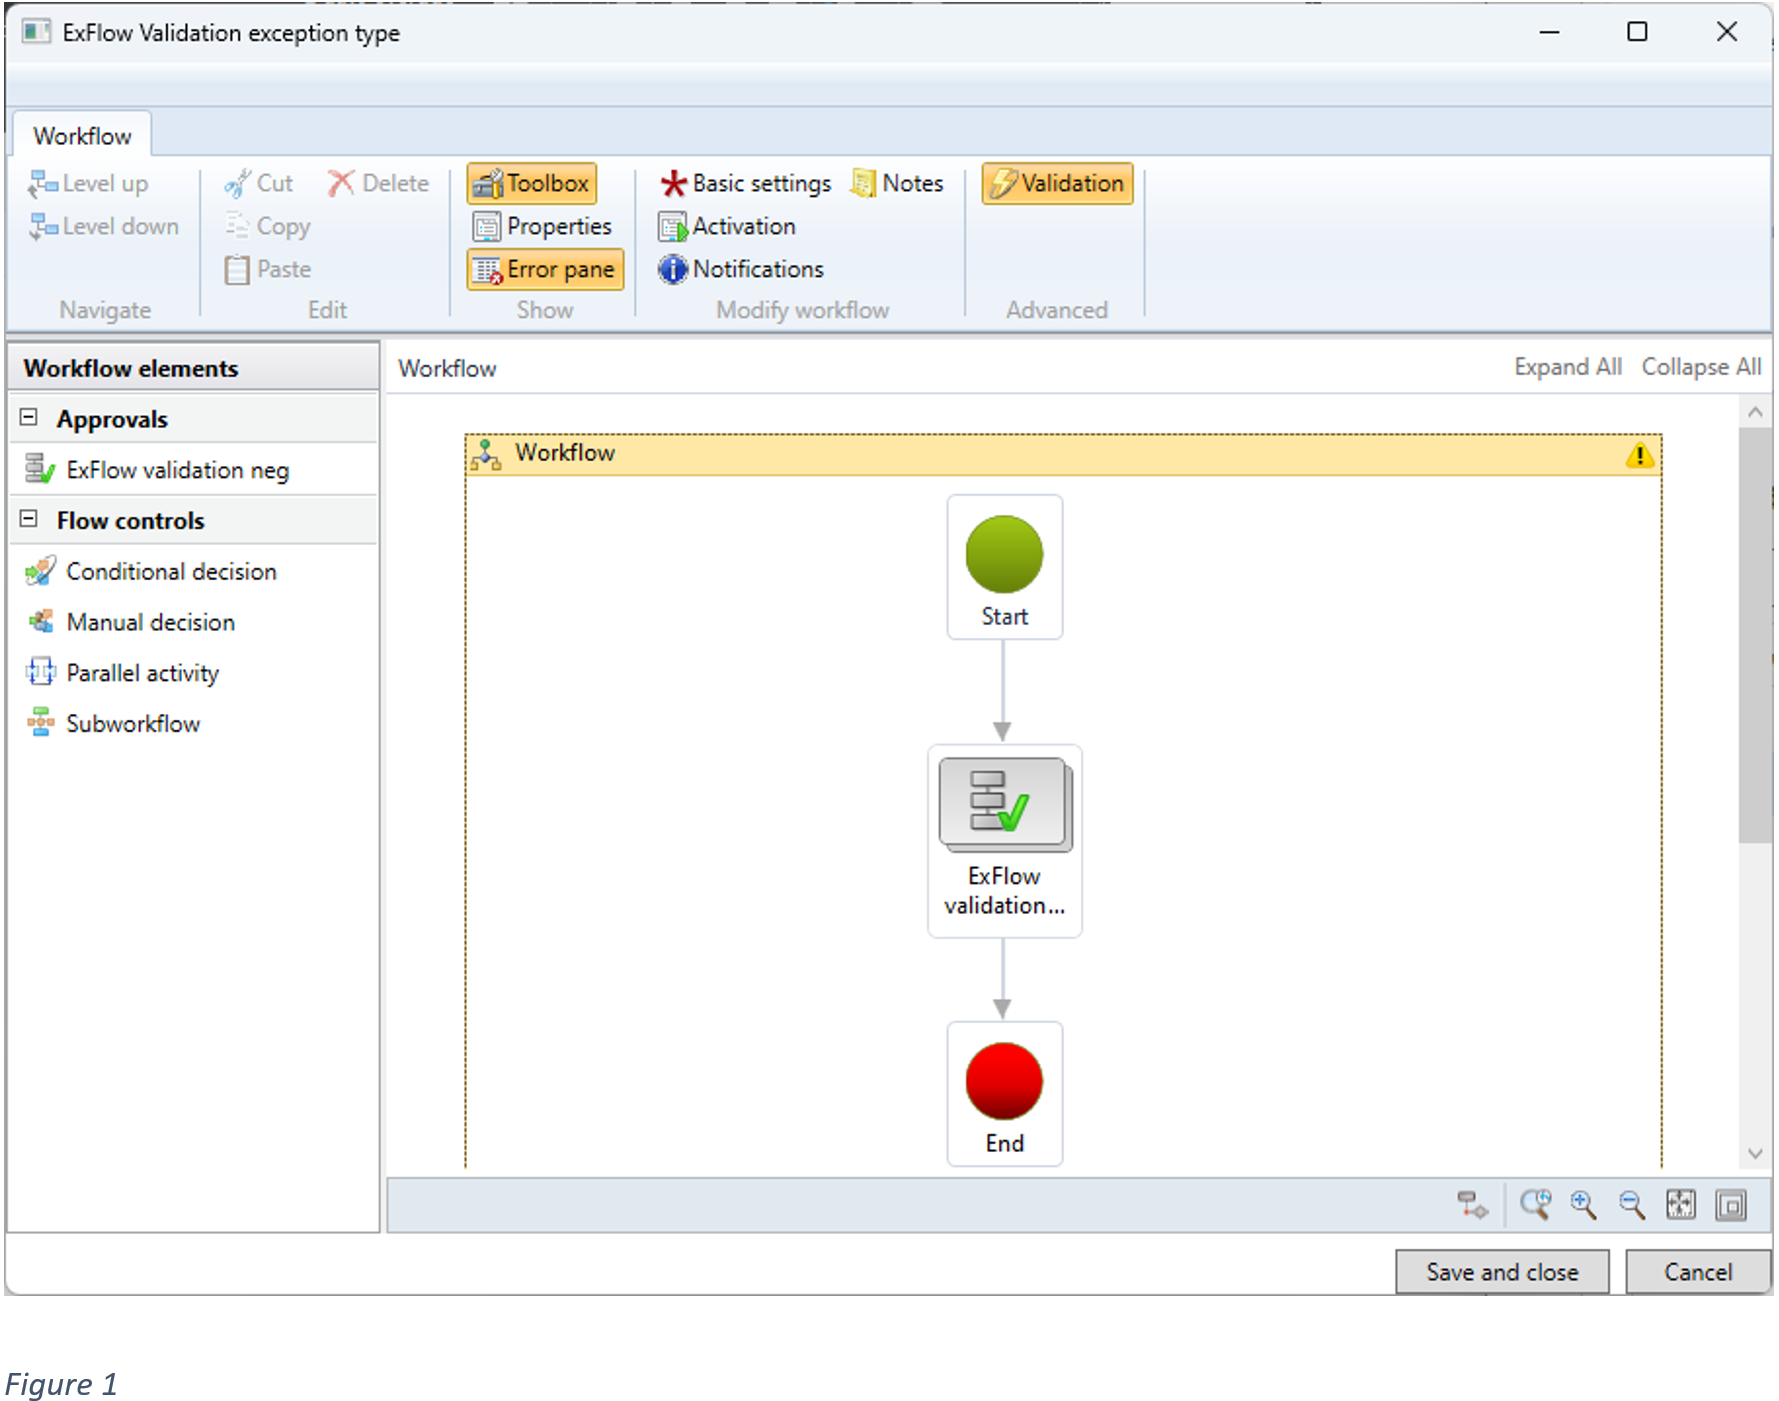 ExFlow Validation exception type
Workflow
Level up
Level down
Navigate
Cut
Delete
Copy
Paste
Edit
Toolbox
Properties
Error pane
Show
Basic settings
Notes
Activation
Notifications
Modify workflow
Validation
Advanced
Workflow elements
Approvals
ExFlow validation neg
Flow controls
Conditional decision
Manual decision
Parallel activity
Subworkflow
Workflow
Expand All
Collapse All
Workflow
Start
ExFlow
validation...
End
Save and close
Cancel
Figure 1